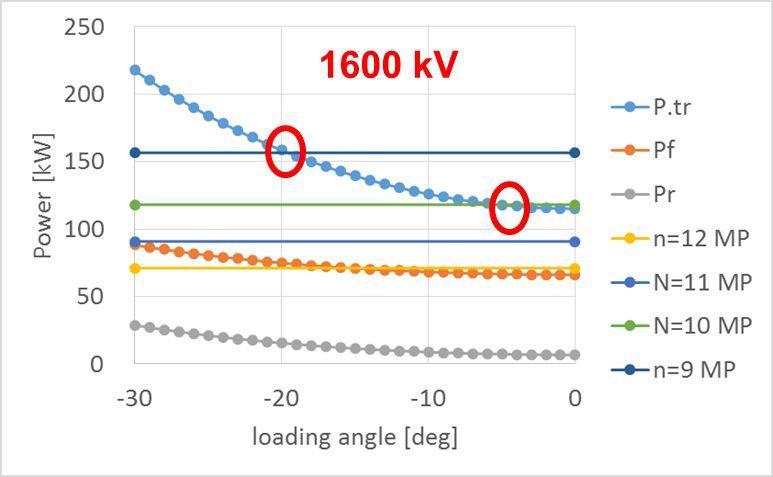 1600 kV
250
200
150
100
50
0
Power [kW]
-30
-20
-10
0
loading angle [deg]
P.tr
Pf
Pr
n=12 MP
N=11 MP
N=10 MP
n=9 MP